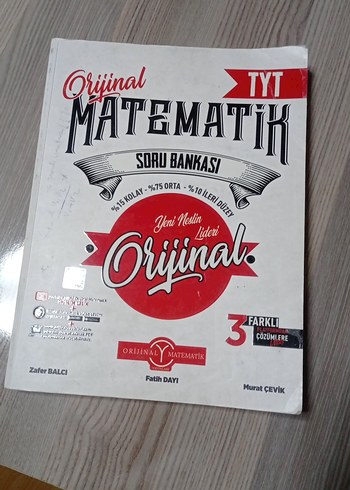 Orijinal
TYT
MATEMATİK
SORU BANKASI
%15 KOLAY - %75 ORTA - %10 İLERİ DÜZEY
Yeni Neslin
Lideri
Orijinal
3 FARKLI
ÇÖZÜMLERE
ORİJİNAL MATEMATİK
Zafer BALCI
Fatih DAYI
Murat ÇEVİK